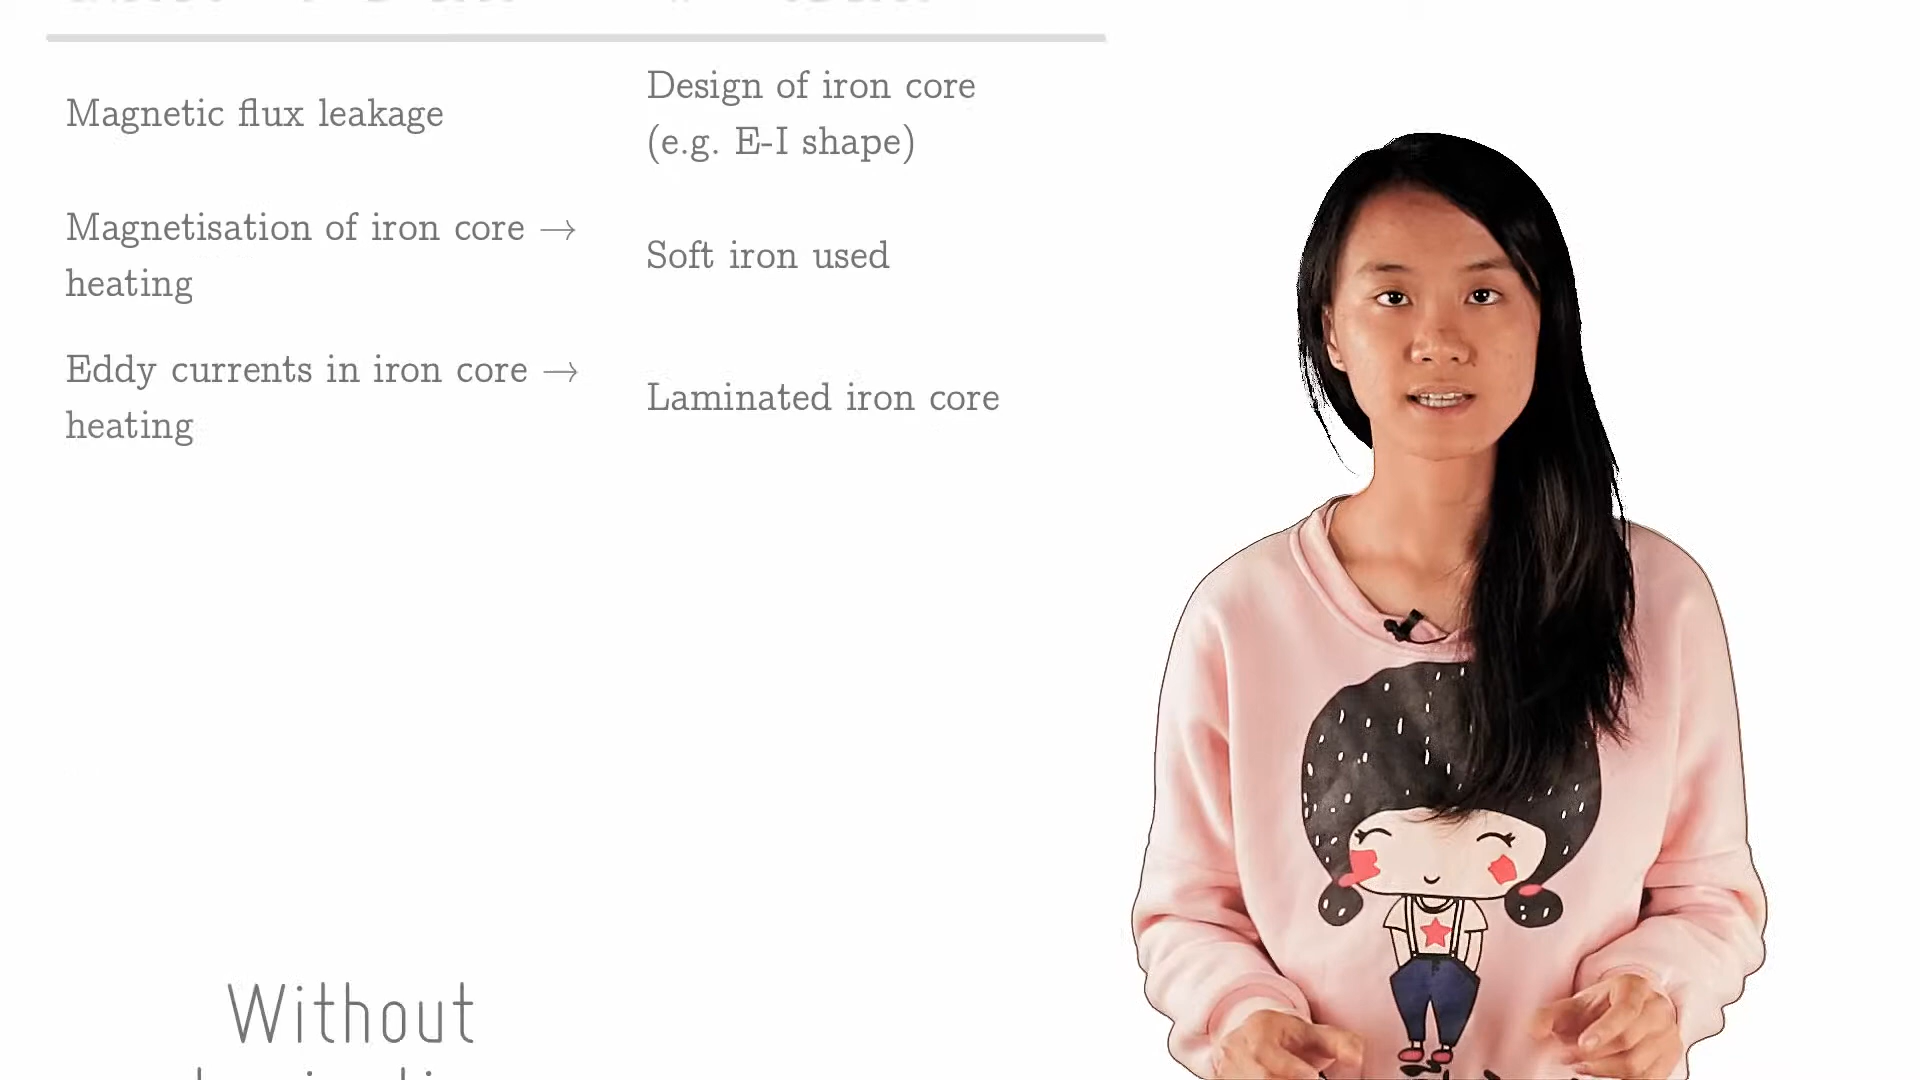 Magnetic flux leakage
Design of iron core
(e.g. E-I shape)
Magnetisation of iron core →
heating
Soft iron used
Eddy currents in iron core →
heating
Laminated iron core
Without